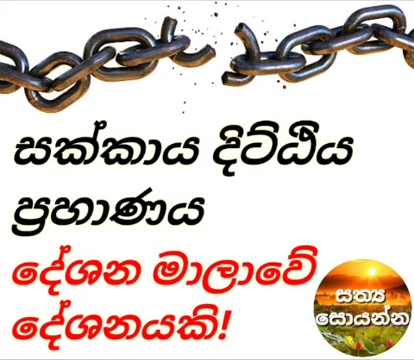 සක්කාය දිට්ඨිය
ප්‍රහාණය
දේශන මාලාවේ
දේශනයකි!
සත්‍ය
සොයන්න